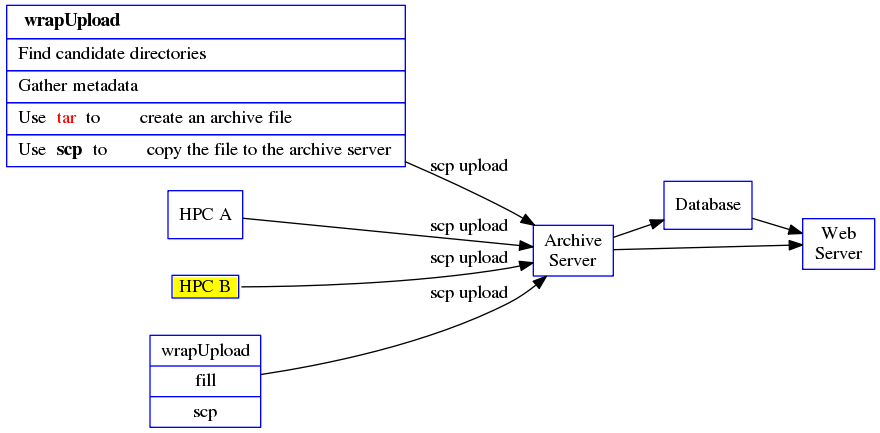 wrapUpload
Find candidate directories
Gather metadata
Use tar to create an archive file
Use scp to copy the file to the archive server
scp upload
HPC A
scp upload
HPC B
scp upload
wrapUpload
fill
scp
scp upload
Archive
Server
Database
Web
Server